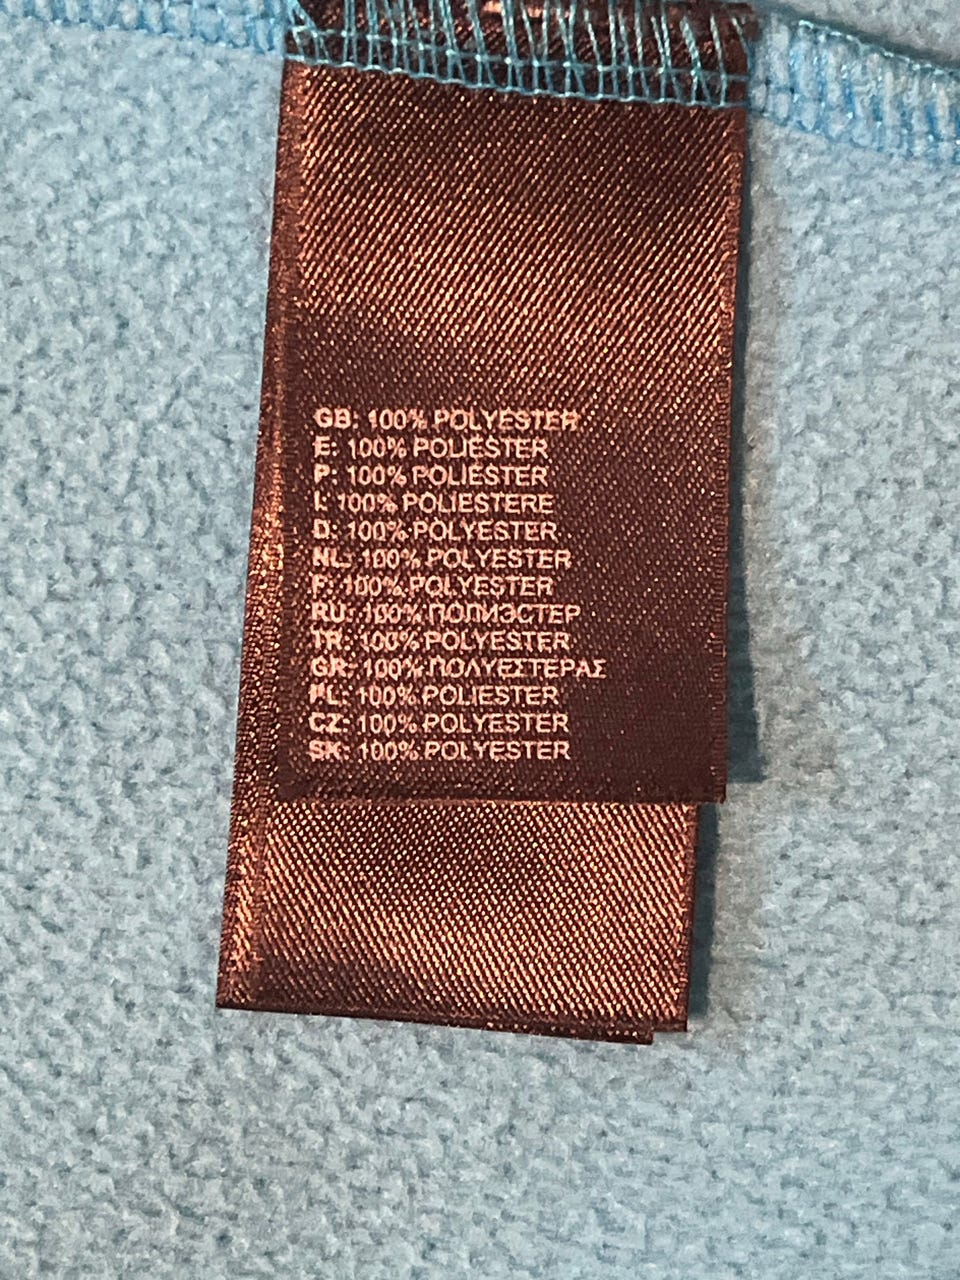 GB: 100% POLYESTER
E: 100% POLIESTER
P: 100% POLIESTER
I: 100% POLIESTERE
D: 100% POLYESTER
NL: 100% POLYESTER
F: 100% POLYESTER
RU: 100% ПОЛИЭСТЕР
TR: 100% POLYESTER
GR: 100% ΠΟΛΥΕΣΤΕΡΑΣ
PL: 100% POLIESTER
CZ: 100% POLYESTER
SK: 100% POLYESTER